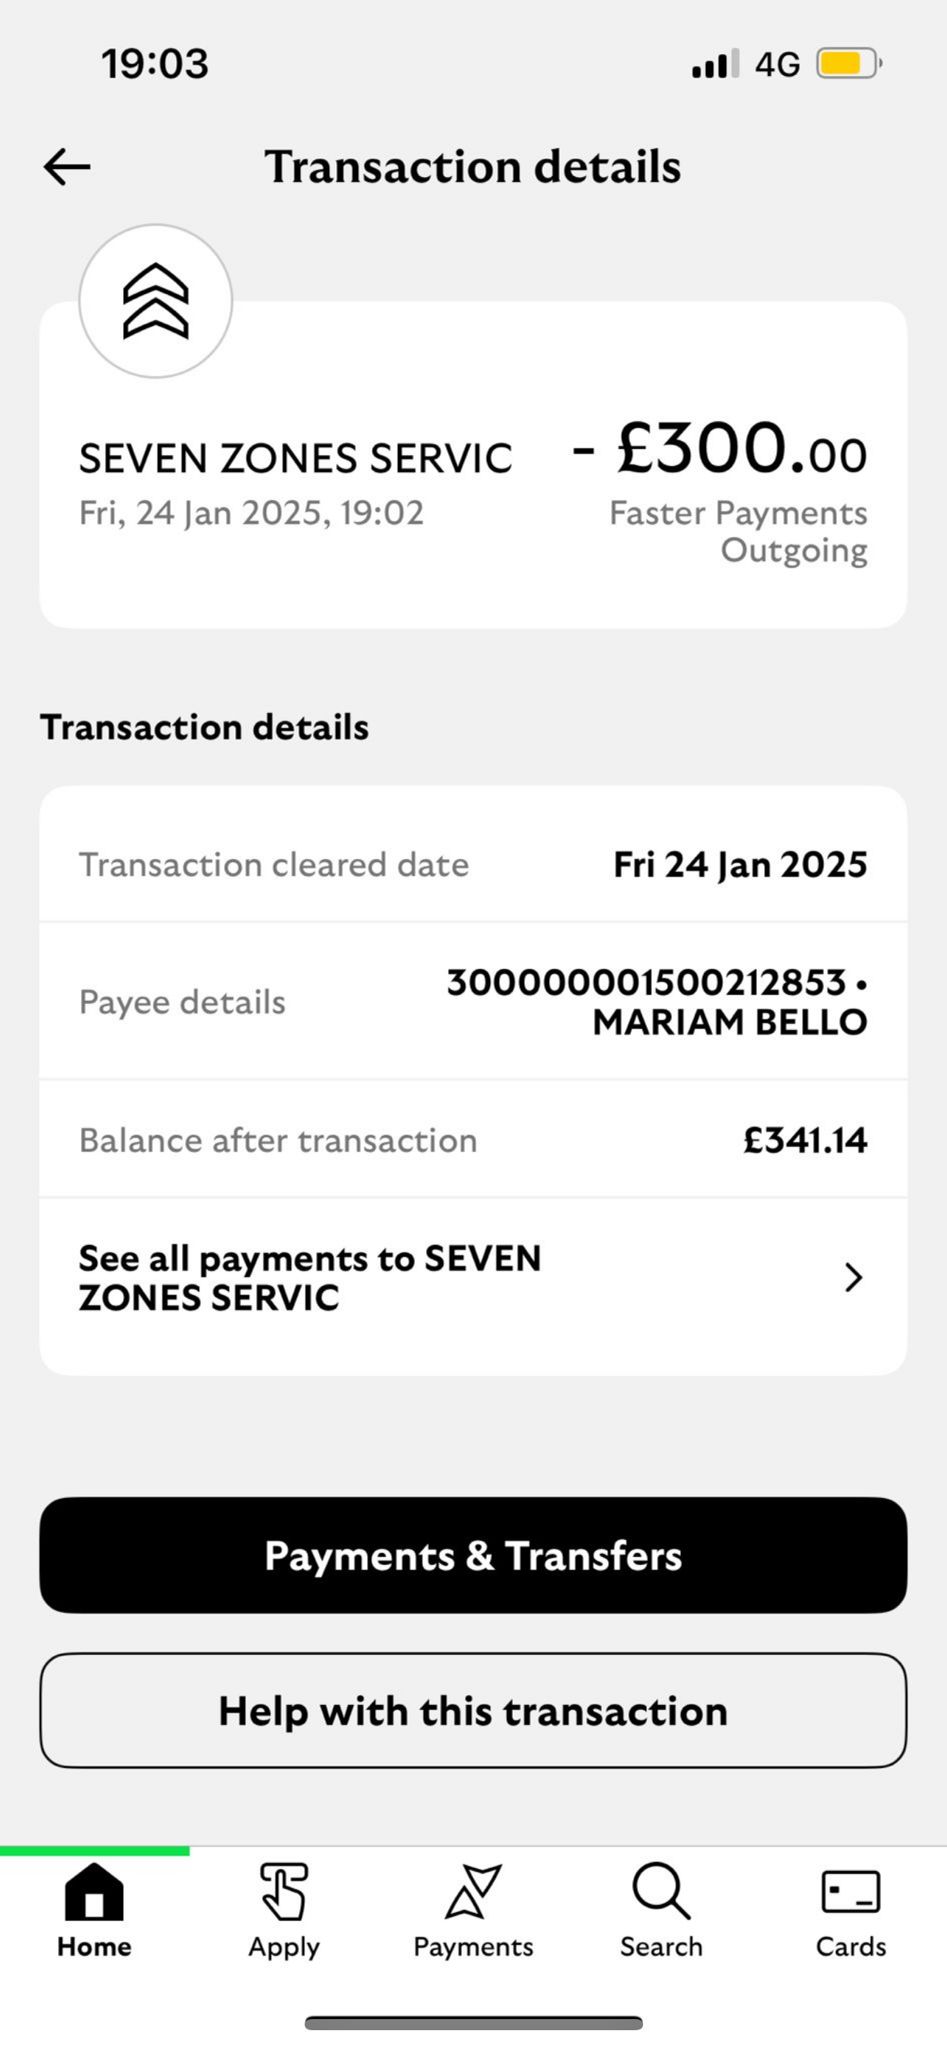 19:03
4G
Transaction details
SEVEN ZONES SERVIC
- £300.00
Fri, 24 Jan 2025, 19:02
Faster Payments
Outgoing
Transaction details
Transaction cleared date
Fri 24 Jan 2025
Payee details
300000001500212853 •
MARIAM BELLO
Balance after transaction
£341.14
See all payments to SEVEN
ZONES SERVIC
Payments & Transfers
Help with this transaction
Home
Apply
Payments
Search
Cards